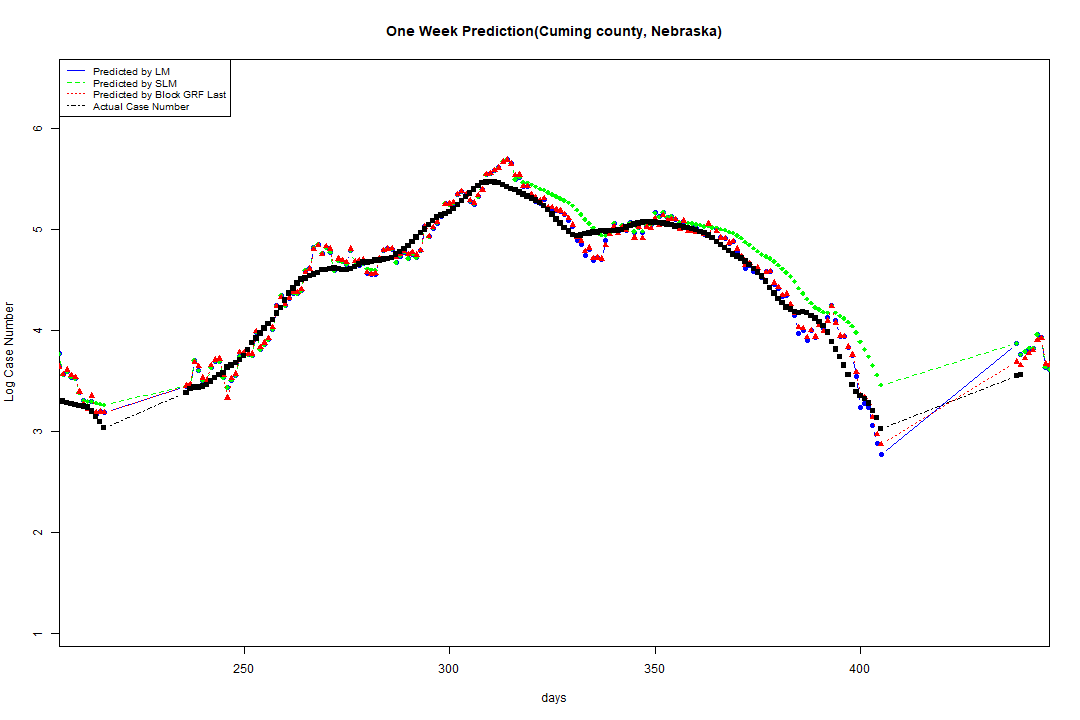 One Week Prediction(Cuming county, Nebraska)
Predicted by LM
Predicted by SLM
Predicted by Block GRF Last
Actual Case Number
Log Case Number
6
5
4
3
2
1
250 300 350 400
days